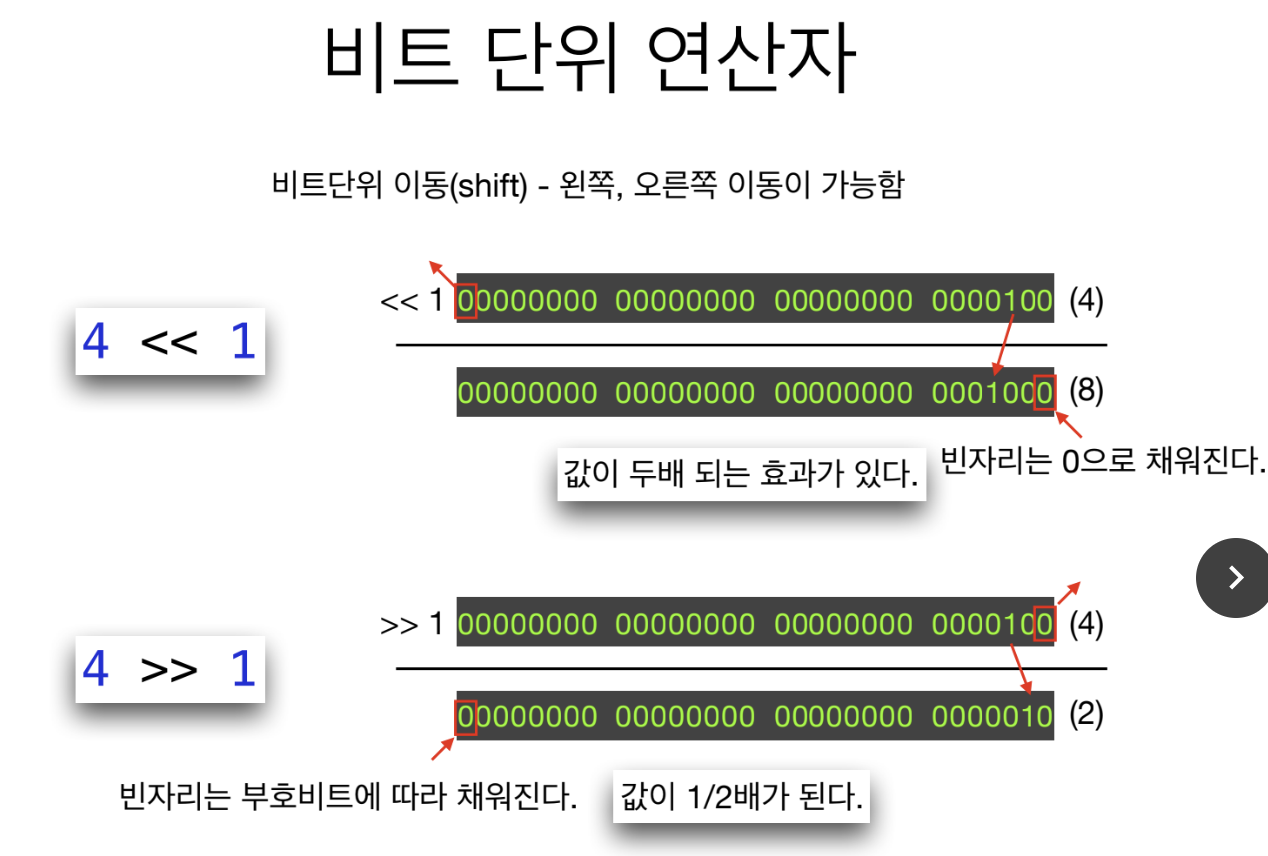 비트 단위 연산자
비트단위 이동(shift) - 왼쪽, 오른쪽 이동이 가능함
4 << 1
<< 1 00000000 00000000 00000000 0000100 (4)
00000000 00000000 00000000 0001000 (8)
값이 두배 되는 효과가 있다.
빈자리는 0으로 채워진다.
4 >> 1
>> 1 00000000 00000000 00000000 0000100 (4)
00000000 00000000 00000000 0000010 (2)
빈자리는 부호비트에 따라 채워진다.
값이 1/2배가 된다.